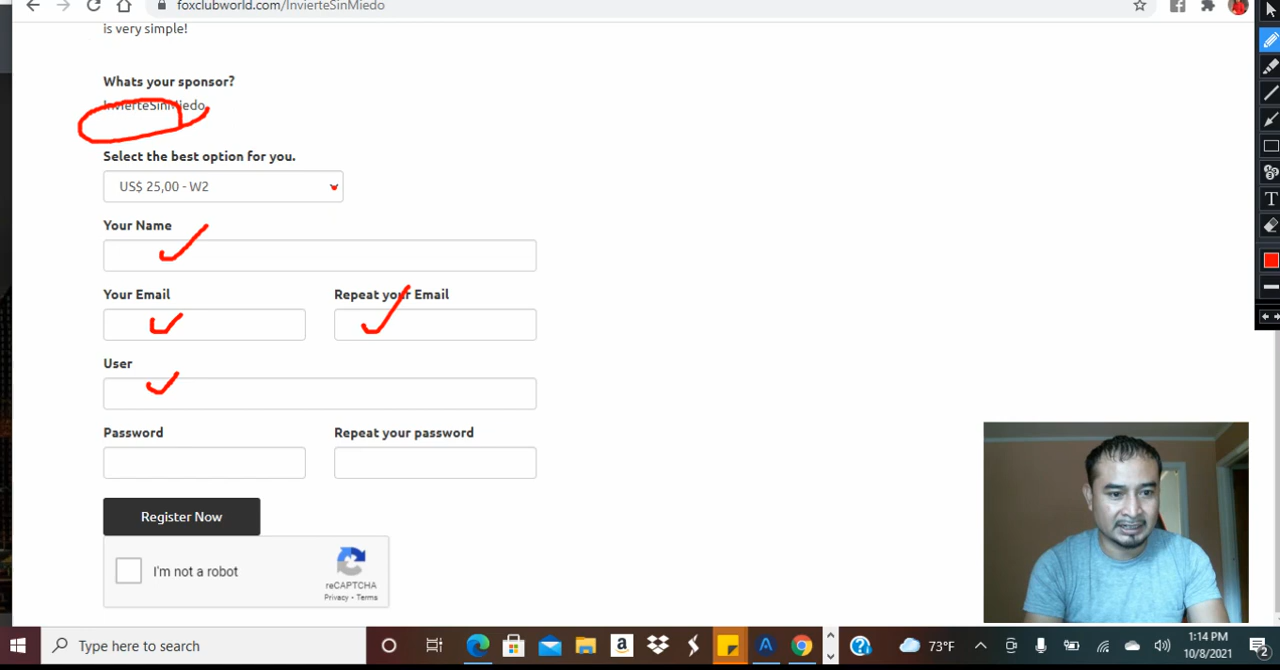 foxclubworld.com/InvierteSinMiedo
is very simple!
Whats your sponsor?
InvierteSinMiedo
Select the best option for you.
US$ 25,00 - W2
Your Name
Your Email Repeat your Email
User
Password Repeat your password
Register Now
I'm not a robot
reCAPTCHA
Privacy - Terms
T
Type here to search
a
73°F
1:14 PM
10/8/2021
2